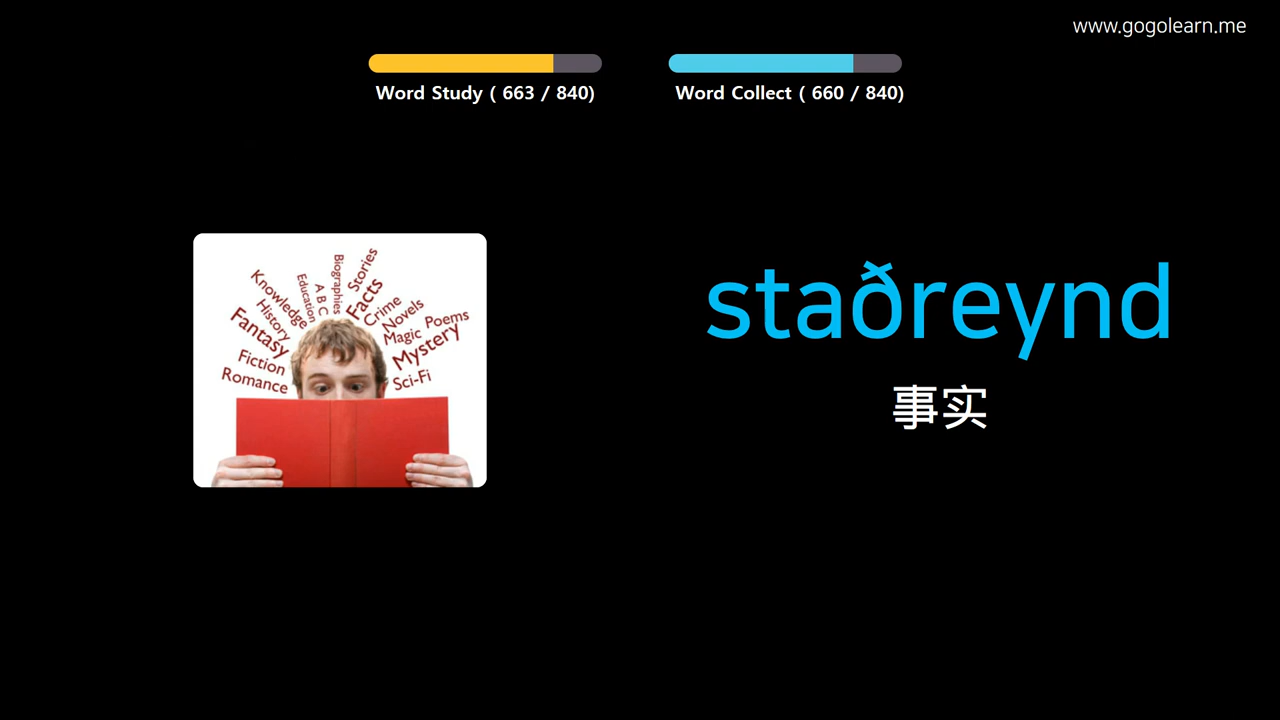 www.gogolearn.me
Word Study ( 663 / 840)
Word Collect ( 660 / 840)
Knowledge
History
Fantasy
Fiction
Romance
Education
A B C
Biographies
Stories
Facts
Crime
Novels
Magic
Poems
Mystery
Sci-Fi
staðreynd
事实